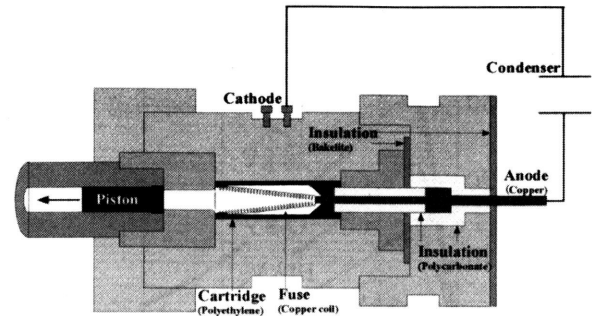 Condenser
Cathode
Insulation
(Bakelite)
Anode
(Copper)
Piston
Insulation
(Polycarbonate)
Cartridge
(Polyethylene)
Fuse
(Copper coil)